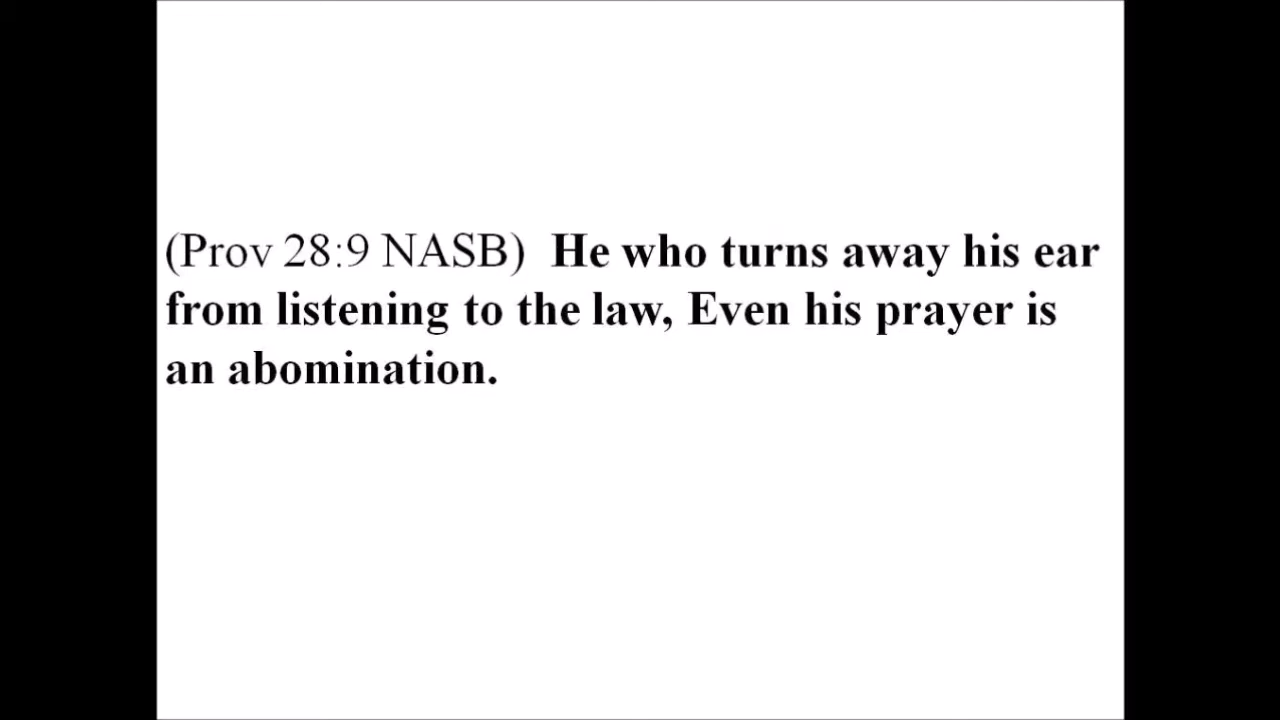 (Prov 28:9 NASB)  He who turns away his ear
from listening to the law, Even his prayer is
an abomination.